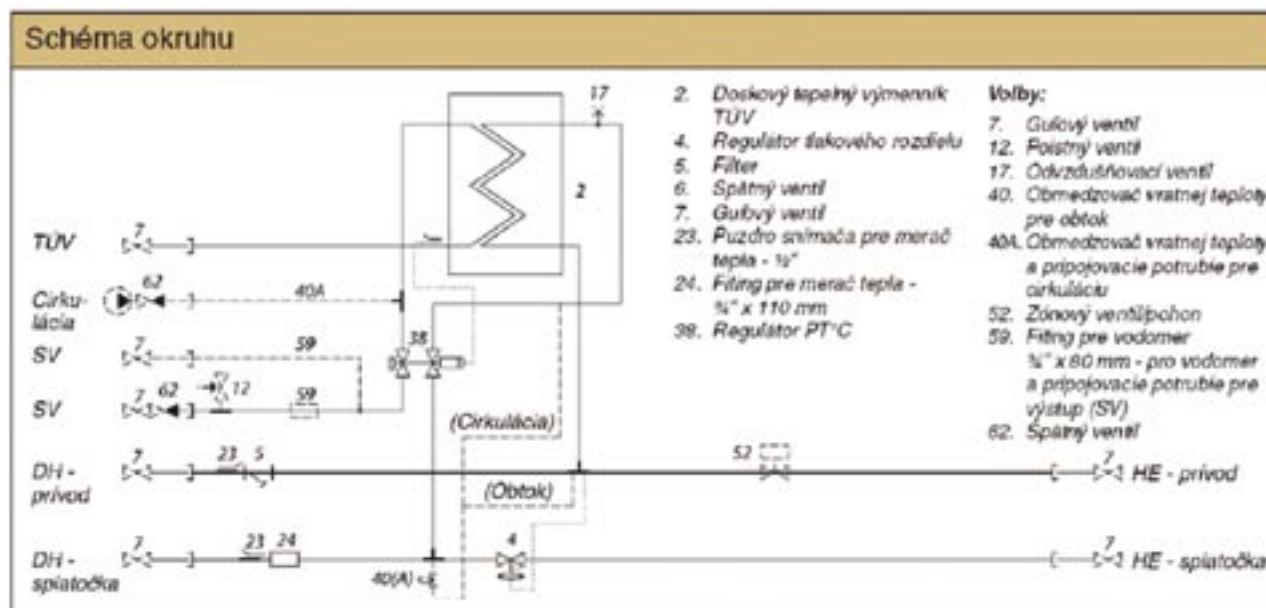 Schéma okruhu
17
2
TÚV
7
Cirku-
lácia
62
40A
SV
7
59
38
SV
7
62
12
59
(Cirkulácia)
DH -
prívod
7
23
5
52
7
HE - prívod
(Obtok)
DH -
spiatočka
7
23
24
4
40(A)
7
HE - spiatočka
2. Doskový tepelný výmenník
TÚV
4. Regulátor tlakového rozdielu
5. Filter
6. Spätný ventil
7. Guľový ventil
23. Puzdro snímača pre merač
tepla - ½"
24. Fiting pre merač tepla -
¾" x 110 mm
38. Regulátor PT°C
Voľby:
7. Guľový ventil
12. Poistný ventil
17. Odvzdušňovací ventil
40. Obmedzovač vratnej teploty
pre obtok
40A. Obmedzovač vratnej teploty
a pripojovacie potrubie pre
cirkuláciu
52. Zónový ventil/pohon
59. Fiting pre vodomer
¾" x 80 mm - pro vodomer
a pripojovacie potrubie pre
výstup (SV)
62. Spätný ventil